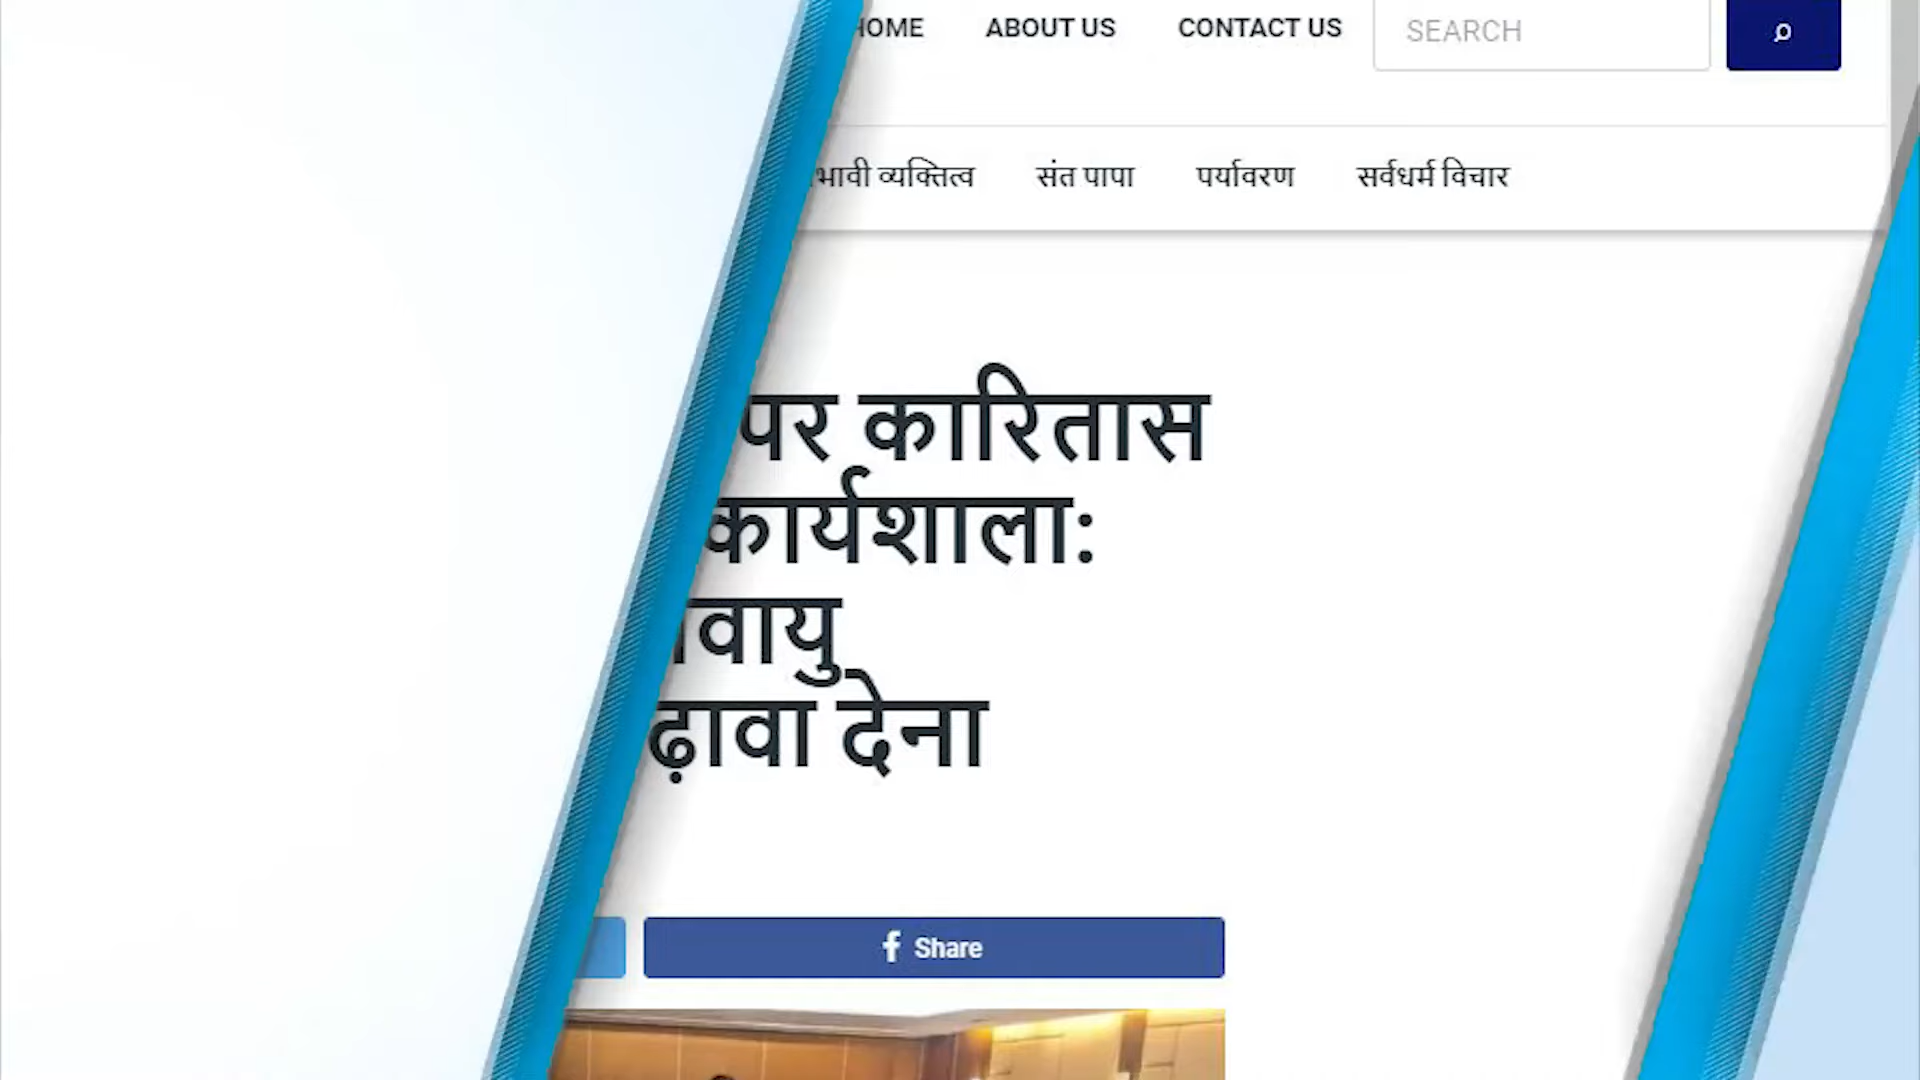 HOME ABOUT US CONTACT US SEARCH
व्यक्तित्व संत पापा पर्यावरण सर्वधर्म विचार
पर कारितास
कार्यशाला:
देना
Share